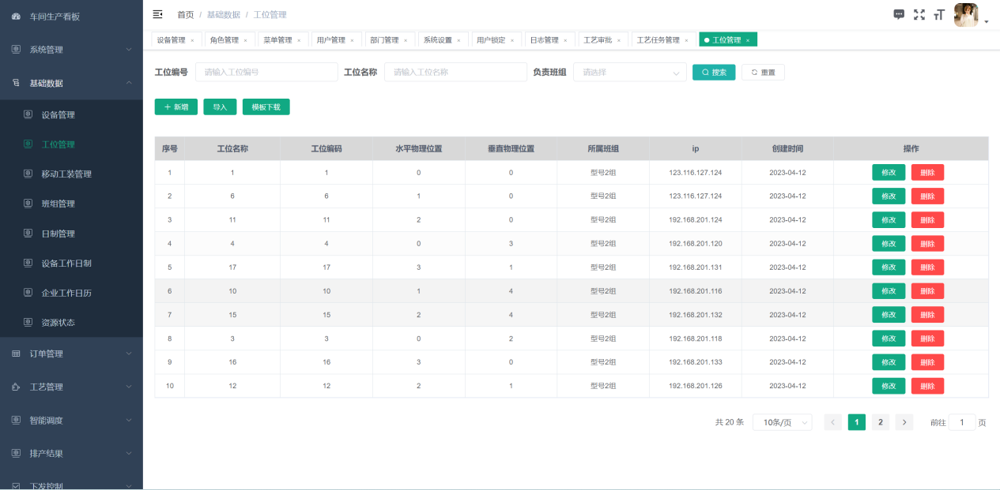 车间生产看板
系统管理
基础数据
设备管理
工位管理
移动工装管理
班组管理
日制管理
设备工作日制
企业工作日历
资源状态
订单管理
工艺管理
智能调度
排产结果
下发控制
首页 / 基础数据 / 工位管理
设备管理 × 角色管理 × 菜单管理 × 用户管理 × 部门管理 × 系统设置 × 用户锁定 × 日志管理 × 工艺审批 × 工艺任务管理 × 工位管理 ×
工位编号 请输入工位编号 工位名称 请输入工位名称 负责班组 请选择 搜索 重置
+ 新增 导入 模板下载
序号 工位名称 工位编码 水平物理位置 垂直物理位置 所属班组 ip 创建时间 操作
1 1 1 0 0 型号2组 123.116.127.124 2023-04-12 修改 删除
2 6 6 1 0 型号2组 123.116.127.124 2023-04-12 修改 删除
3 11 11 2 0 型号2组 192.168.201.124 2023-04-12 修改 删除
4 4 4 0 3 型号2组 192.168.201.120 2023-04-12 修改 删除
5 17 17 3 1 型号2组 192.168.201.131 2023-04-12 修改 删除
6 10 10 1 4 型号2组 192.168.201.116 2023-04-12 修改 删除
7 15 15 2 4 型号2组 192.168.201.132 2023-04-12 修改 删除
8 3 3 0 2 型号2组 192.168.201.118 2023-04-12 修改 删除
9 16 16 3 0 型号2组 192.168.201.133 2023-04-12 修改 删除
10 12 12 2 1 型号2组 192.168.201.126 2023-04-12 修改 删除
共 20 条 10条/页 < 1 2 > 前往 1 页